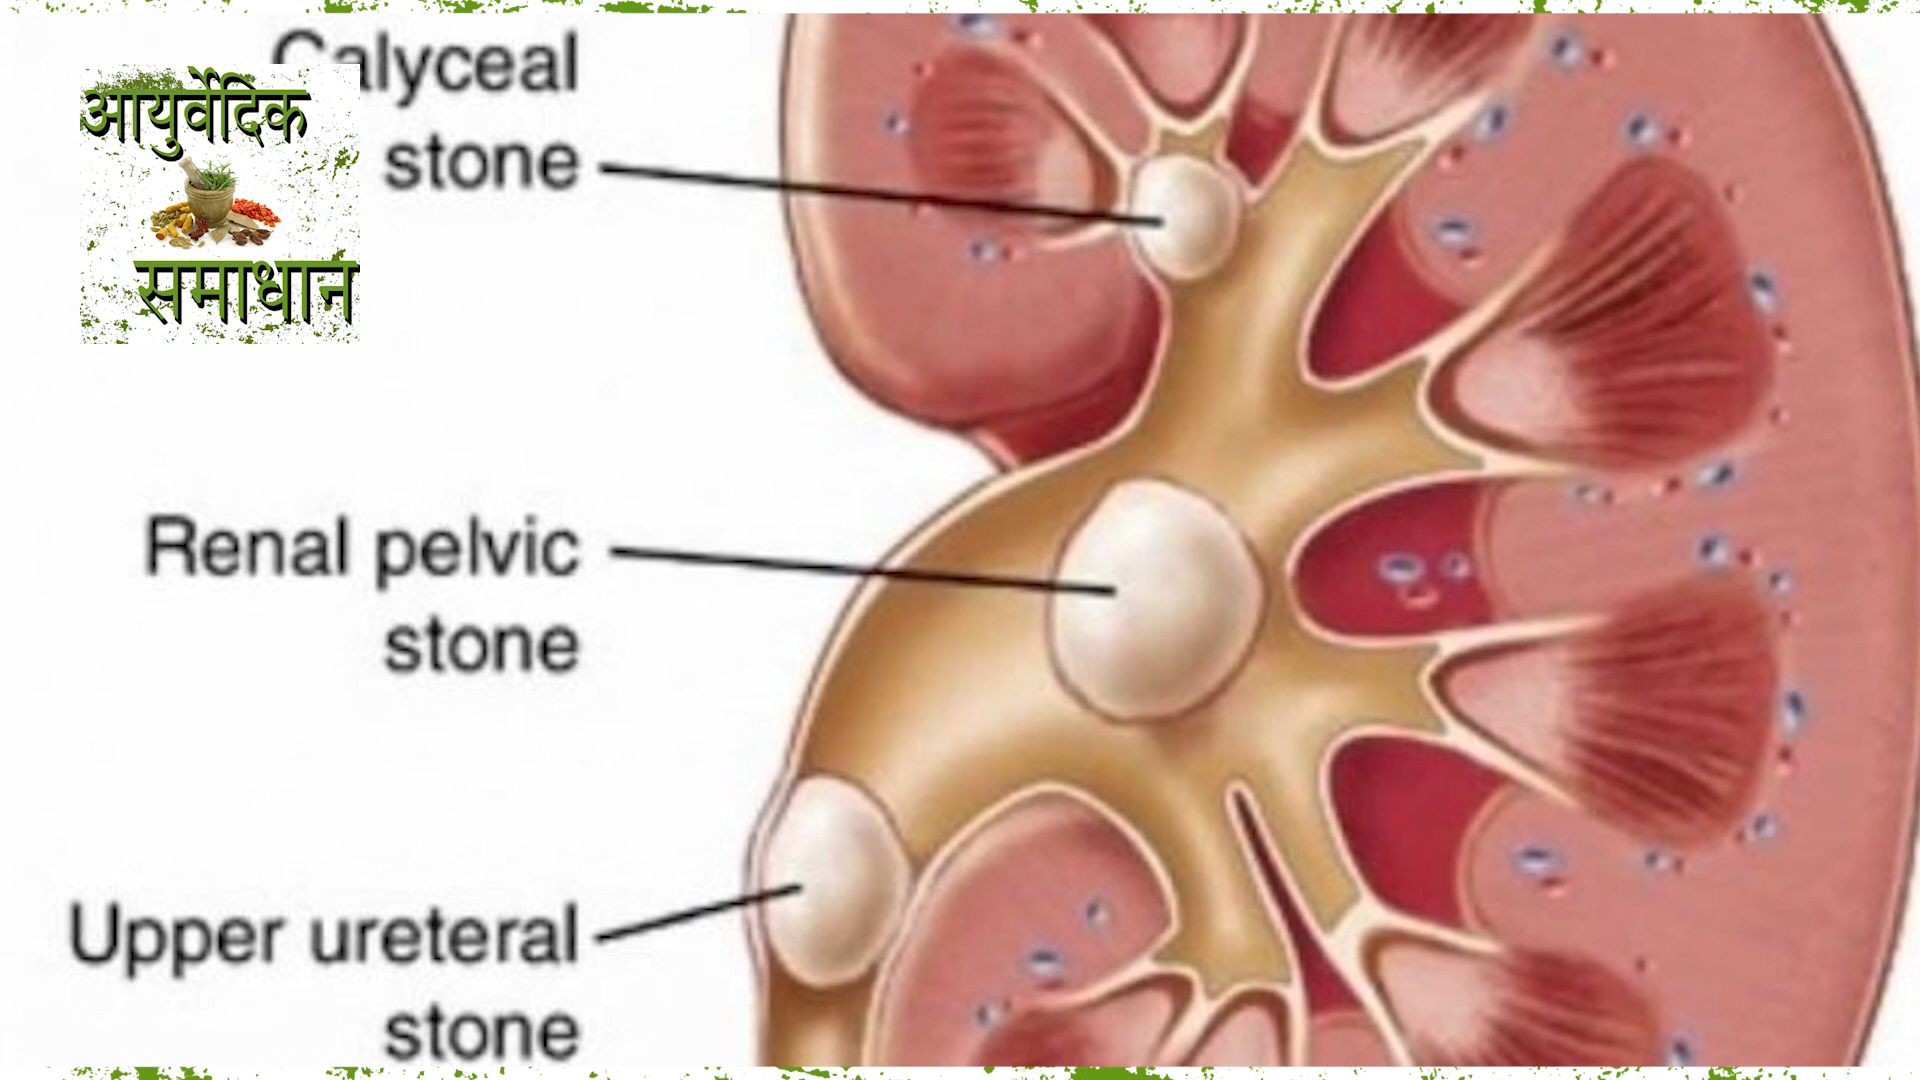 आयुर्वेदिक
समाधान
Calyceal
stone
Renal pelvic
stone
Upper ureteral
stone